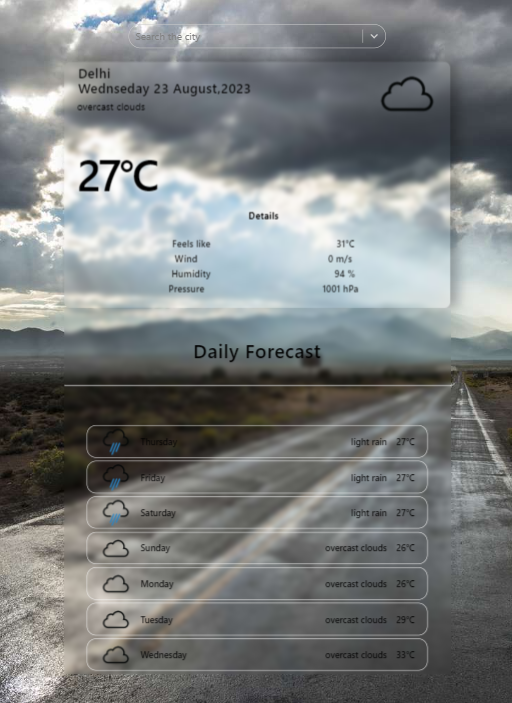 Search the city
Delhi
Wednseday 23 August,2023
overcast clouds
27°C
Details
Feels like 31°C
Wind 0 m/s
Humidity 94 %
Pressure 1001 hPa
Daily Forecast
Thursday light rain 27°C
Friday light rain 27°C
Saturday light rain 27°C
Sunday overcast clouds 26°C
Monday overcast clouds 26°C
Tuesday overcast clouds 29°C
Wednesday overcast clouds 33°C